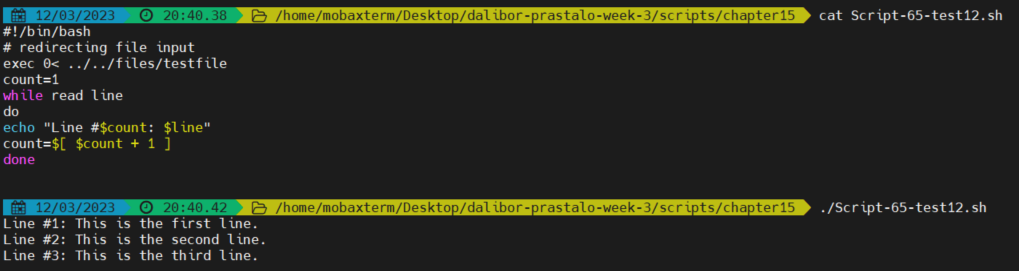 12/03/2023 20:40.38 /home/mobaxterm/Desktop/dalibor-prastalo-week-3/scripts/chapter15 cat Script-65-test12.sh
#!/bin/bash
# redirecting file input
exec 0< ../../files/testfile
count=1
while read line
do
echo "Line #$count: $line"
count=$[ $count + 1 ]
done
12/03/2023 20:40.42 /home/mobaxterm/Desktop/dalibor-prastalo-week-3/scripts/chapter15 ./Script-65-test12.sh
Line #1: This is the first line.
Line #2: This is the second line.
Line #3: This is the third line.